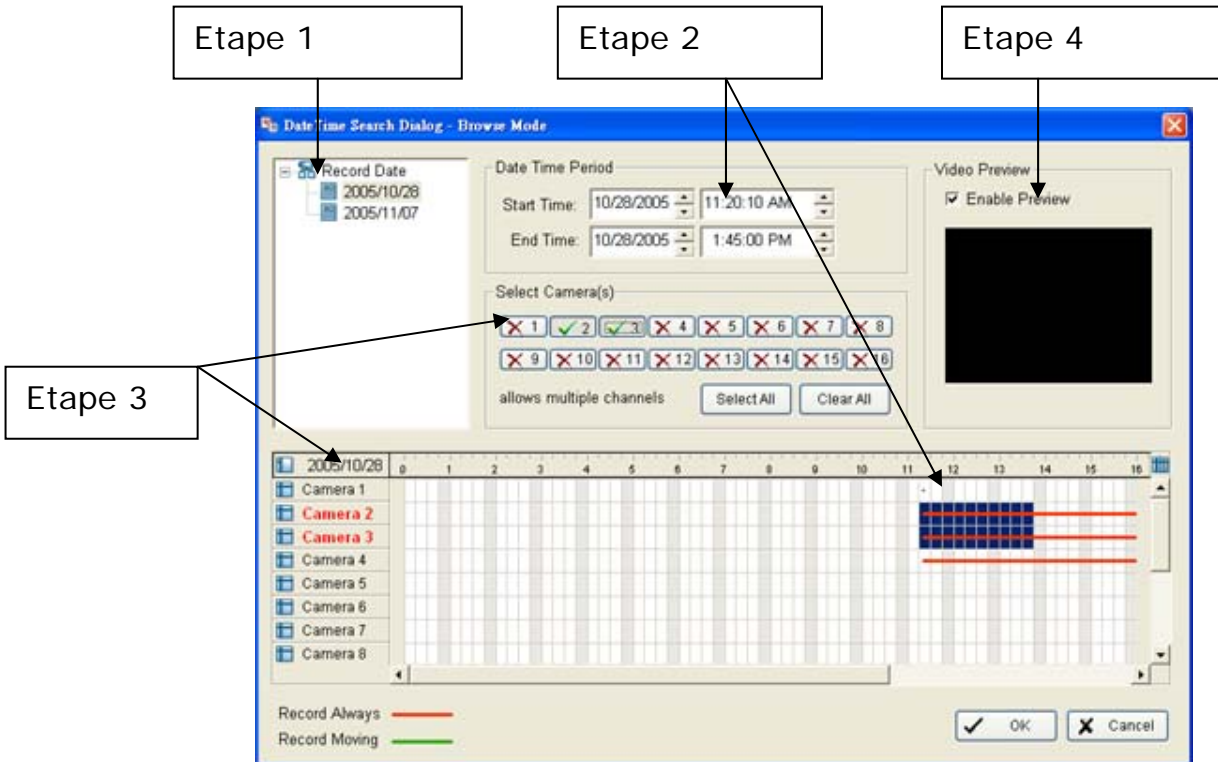 Etape 1
Etape 2
Etape 4
DateTime Search Dialog - Browse Mode
Record Date
2005/10/28
2005/11/07
Date Time Period
Start Time: 10/28/2005 11:20:10 AM
End Time: 10/28/2005 1:45:00 PM
Video Preview
Enable Preview
Select Camera(s)
1 2 3 4 5 6 7 8
9 10 11 12 13 14 15 16
allows multiple channels Select All Clear All
Etape 3
2005/10/28 0 1 2 3 4 5 6 7 8 9 10 11 12 13 14 15 16
Camera 1
Camera 2
Camera 3
Camera 4
Camera 5
Camera 6
Camera 7
Camera 8
Record Always
Record Moving
OK Cancel